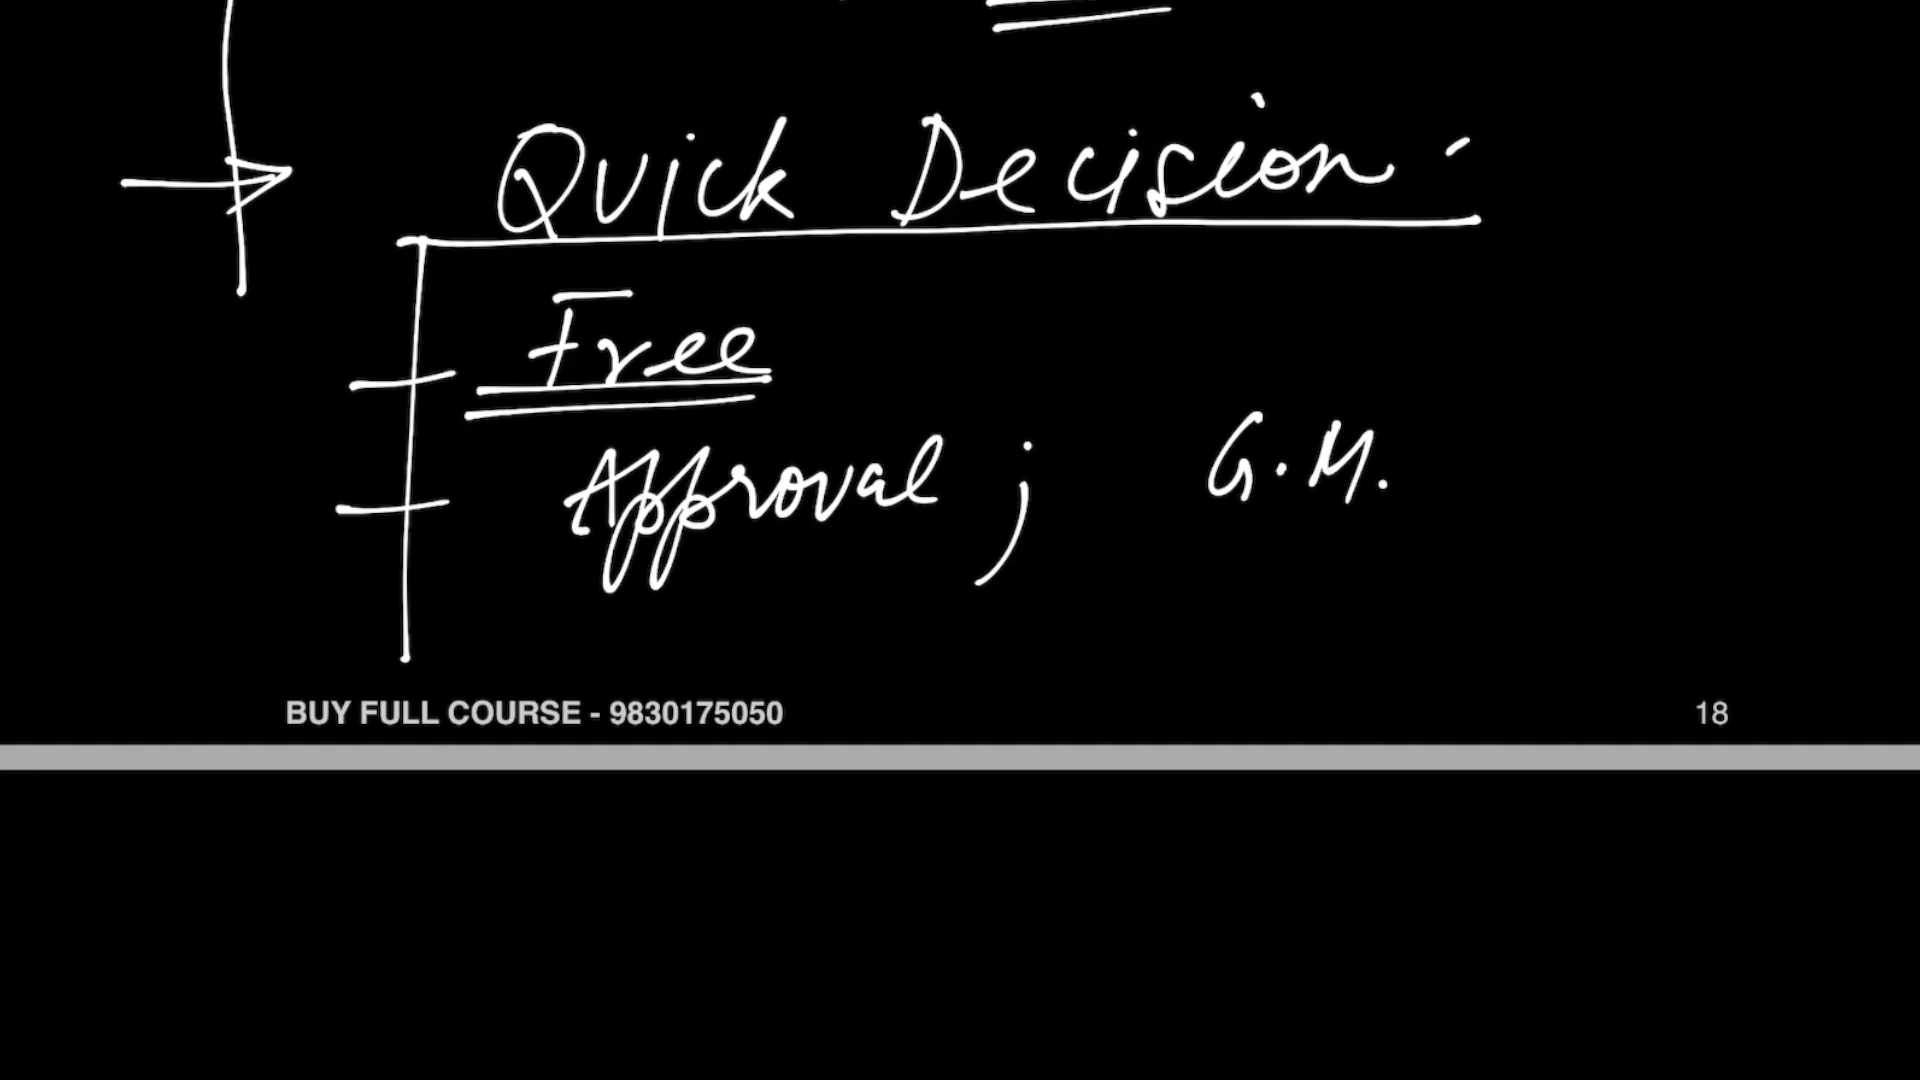 Quick Decision -
Free
Approval ; G.M.
BUY FULL COURSE - 9830175050
18